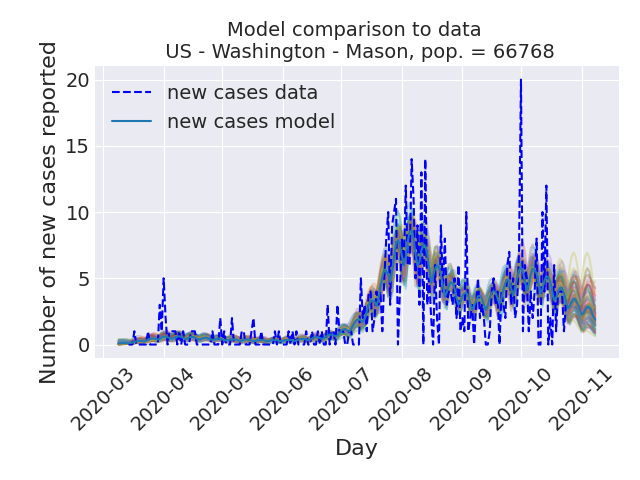 Model comparison to data
US - Washington - Mason, pop. = 66768
new cases data
new cases model
Number of new cases reported
20
15
10
5
0
2020-03
2020-04
2020-05
2020-06
2020-07
2020-08
2020-09
2020-10
2020-11
Day